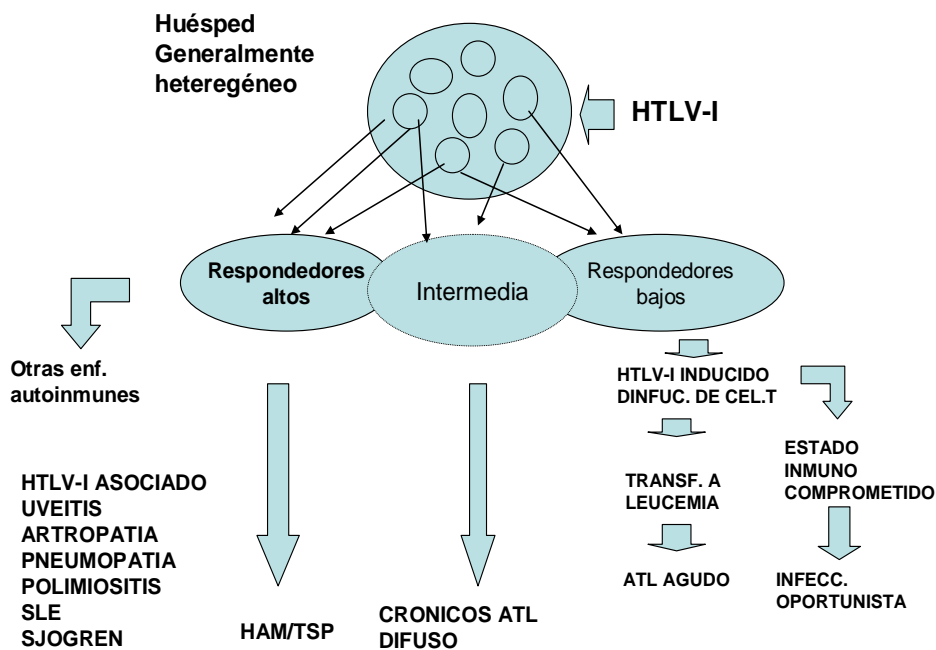 Huésped
Generalmente
heteregéneo
HTLV-I
Respondedores
altos
Intermedia
Respondedores
bajos
Otras enf.
autoinmunes
HTLV-I INDUCIDO
DINFUC. DE CEL.T
ESTADO
INMUNO
COMPROMETIDO
HTLV-I ASOCIADO
UVEITIS
ARTROPATIA
PNEUMOPATIA
POLIMIOSITIS
SLE
SJOGREN
TRANSF. A
LEUCEMIA
HAM/TSP
CRONICOS ATL
DIFUSO
ATL AGUDO
INFECC.
OPORTUNISTA